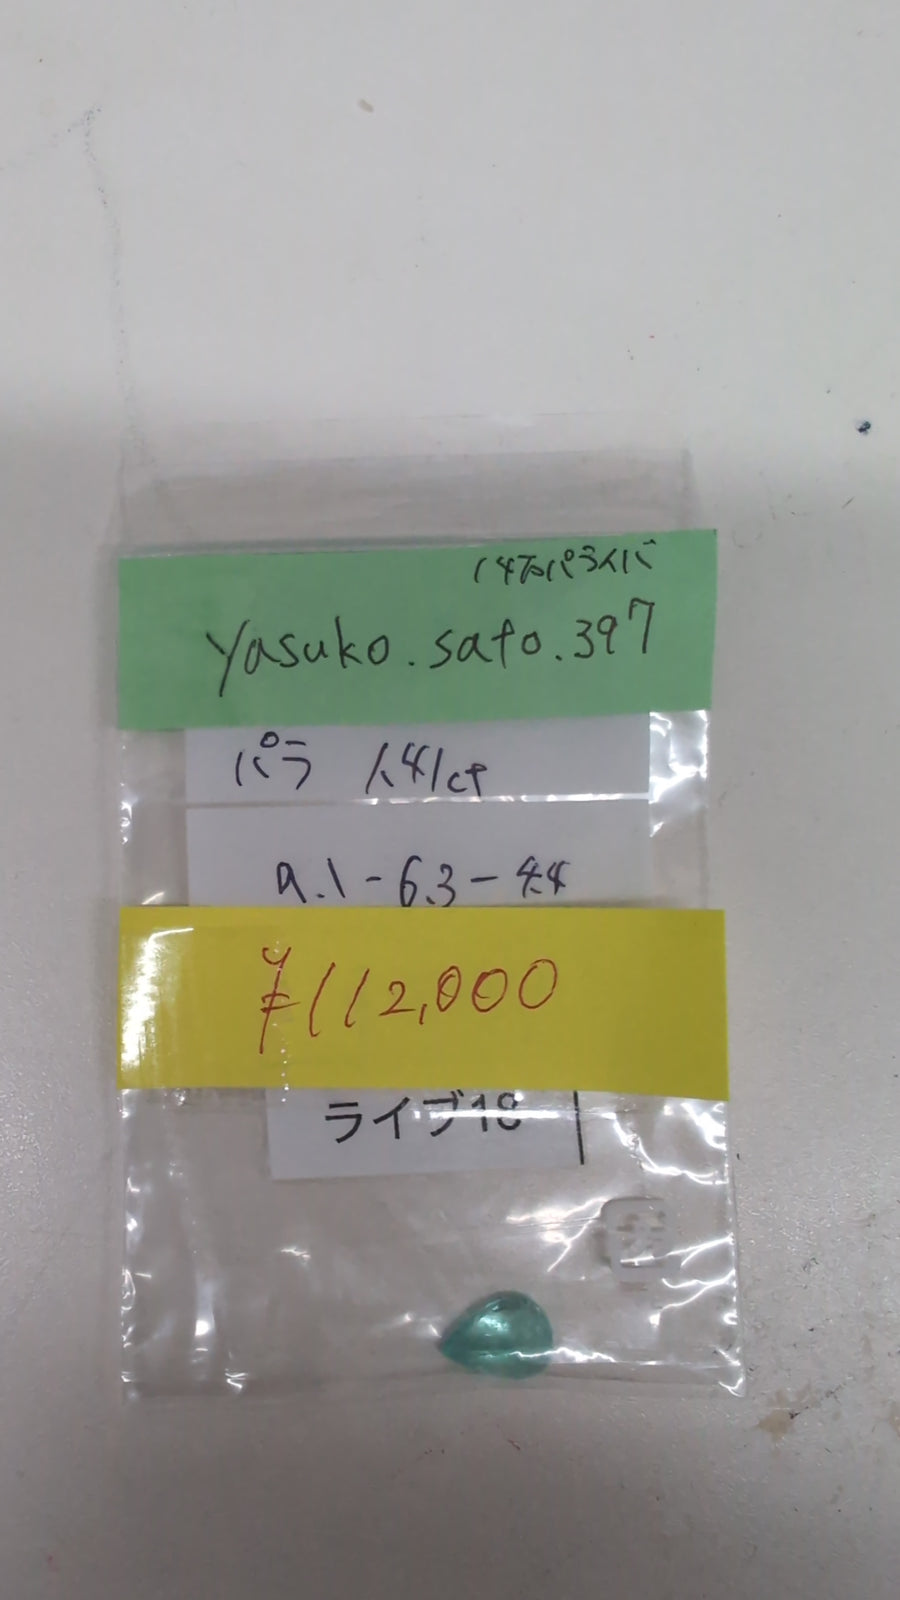 14万パライバ
yasuko.sato.397
パラ 1.41ct
9.1-6.3-4.4
¥112,000
ライブ18